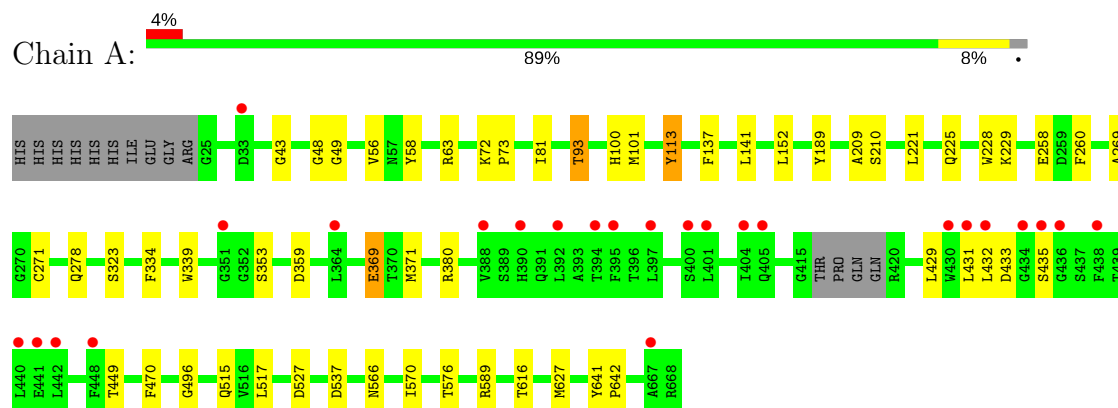 4%
Chain A:
89% 8% •
HIS HIS HIS HIS HIS HIS ILE GLU GLY ARG G25 D33 G43 G48 G49 V56 N57 Y58 R63 K72 P73 I81 T93 H100 M101 Y113 F137 L141 L152 Y189 A209 S210 L221 Q225 W228 K229 E258 D259 F260 A269
G270 C271 Q278 S323 F334 W339 G351 G352 S353 D359 L364 E369 T370 M371 R380 V388 S389 H390 Q391 L392 A393 T394 F395 T396 L397 S400 L401 I404 Q405 G415 THR PRO GLN GLN R420 L429 W430 L431 L432 D433 G434 S435 G436 S437 F438 T439
L440 E441 L442 F448 T449 F470 G496 Q515 V516 L517 D527 D537 N566 I570 T576 R589 T616 M627 Y641 P642 A667 R668